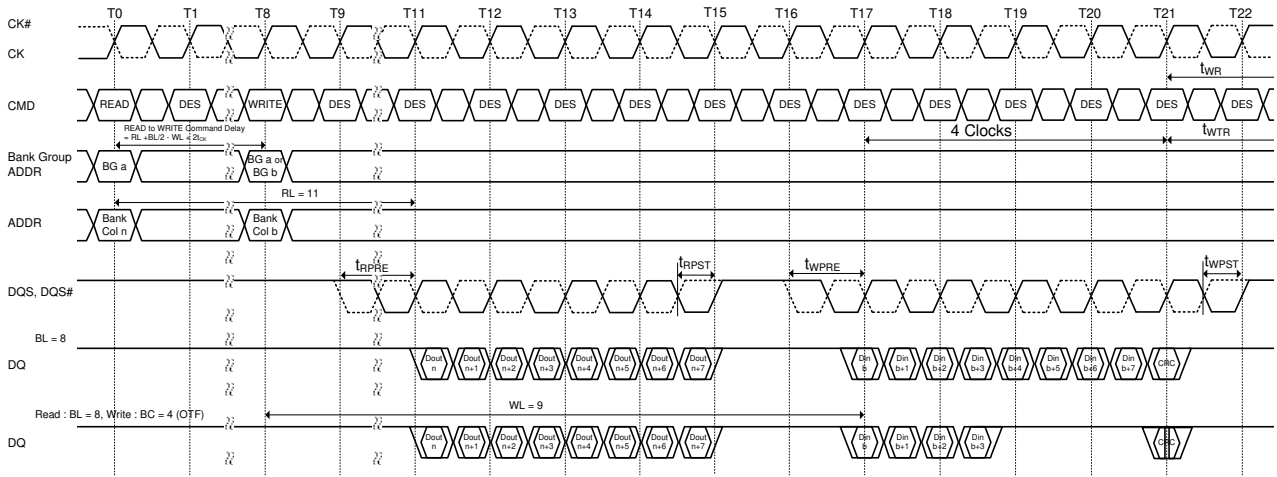 T0 T1 T8 T9 T11 T12 T13 T14 T15 T16 T17 T18 T19 T20 T21 T22
CK#
CK
tWR
CMD READ DES WRITE DES DES DES DES DES DES DES DES DES DES DES DES DES
READ to WRITE Command Delay
= RL +BL/2 - WL + 2tCK
4 Clocks
tWTR
Bank Group
ADDR
BG a
BG a or
BG b
RL = 11
ADDR
Bank
Col n
Bank
Col b
tRPRE
tRPST
tWPRE
tWPST
DQS, DQS#
BL = 8
DQ
Dout
n
Dout
n+1
Dout
n+2
Dout
n+3
Dout
n+4
Dout
n+5
Dout
n+6
Dout
n+7
Din
b
Din
b+1
Din
b+2
Din
b+3
Din
b+4
Din
b+5
Din
b+6
Din
b+7
CRC
Read : BL = 8, Write : BC = 4 (OTF)
WL = 9
DQ
Dout
n
Dout
n+1
Dout
n+2
Dout
n+3
Dout
n+4
Dout
n+5
Dout
n+6
Dout
n+7
Din
b
Din
b+1
Din
b+2
Din
b+3
CRC